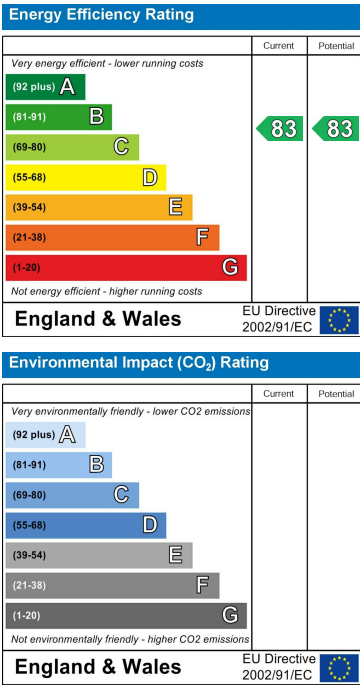 Energy Efficiency Rating
Current Potential
Very energy efficient - lower running costs
(92 plus) A
(81-91) B
83 83
(69-80) C
(55-68) D
(39-54) E
(21-38) F
(1-20) G
Not energy efficient - higher running costs
England & Wales
EU Directive
2002/91/EC
Environmental Impact (CO₂) Rating
Current Potential
Very environmentally friendly - lower CO2 emissions
(92 plus) A
(81-91) B
(69-80) C
(55-68) D
(39-54) E
(21-38) F
(1-20) G
Not environmentally friendly - higher CO2 emissions
England & Wales
EU Directive
2002/91/EC